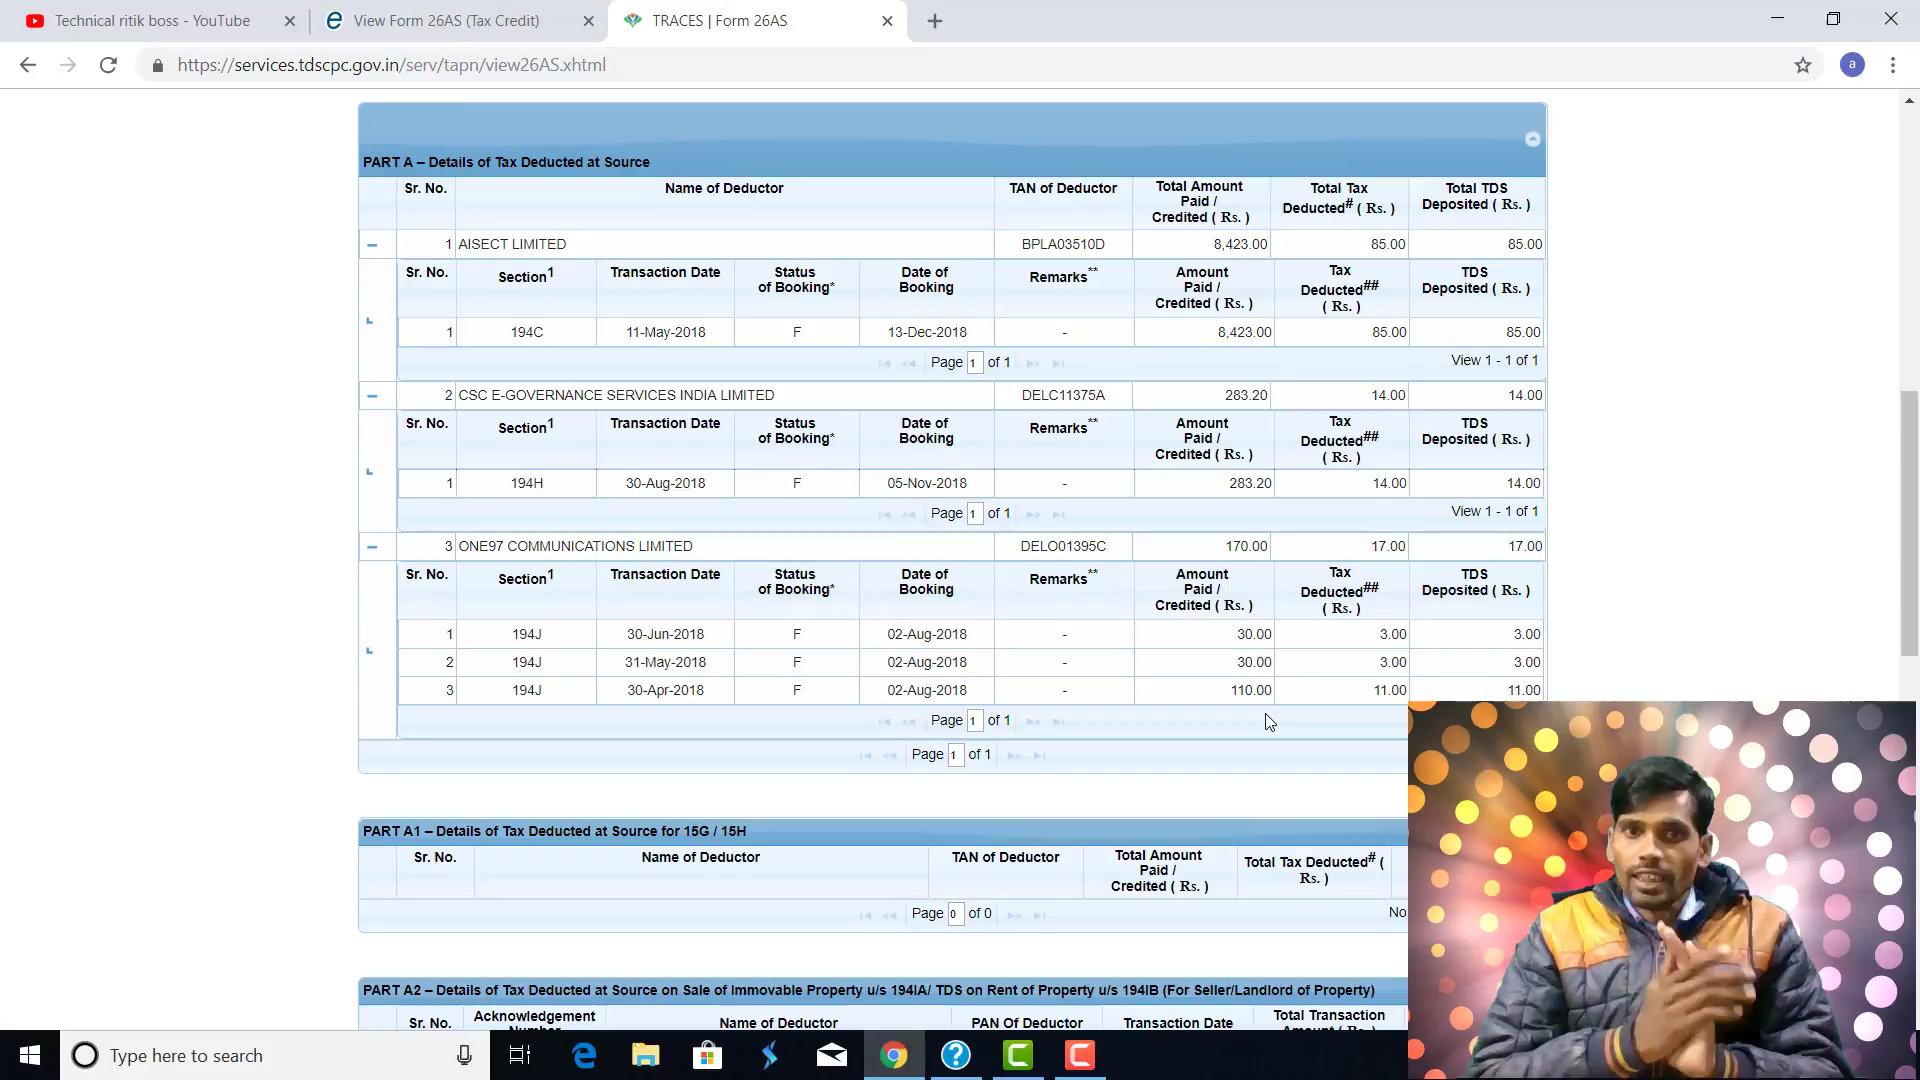 Technical ritik boss - YouTube
View Form 26AS (Tax Credit)
TRACES | Form 26AS
https://services.tdscpc.gov.in/serv/tapn/view26AS.xhtml
a
PART A – Details of Tax Deducted at Source
Sr. No. Name of Deductor TAN of Deductor Total Amount Paid / Credited ( Rs. ) Total Tax Deducted# ( Rs. ) Total TDS Deposited ( Rs. )
1 AISECT LIMITED BPLA03510D 8,423.00 85.00 85.00
Sr. No. Section1 Transaction Date Status of Booking* Date of Booking Remarks** Amount Paid / Credited ( Rs. ) Tax Deducted## ( Rs. ) TDS Deposited ( Rs. )
1 194C 11-May-2018 F 13-Dec-2018 - 8,423.00 85.00 85.00
Page 1 of 1 View 1 - 1 of 1
2 CSC E-GOVERNANCE SERVICES INDIA LIMITED DELC11375A 283.20 14.00 14.00
Sr. No. Section1 Transaction Date Status of Booking* Date of Booking Remarks** Amount Paid / Credited ( Rs. ) Tax Deducted## ( Rs. ) TDS Deposited ( Rs. )
1 194H 30-Aug-2018 F 05-Nov-2018 - 283.20 14.00 14.00
Page 1 of 1 View 1 - 1 of 1
3 ONE97 COMMUNICATIONS LIMITED DELO01395C 170.00 17.00 17.00
Sr. No. Section1 Transaction Date Status of Booking* Date of Booking Remarks** Amount Paid / Credited ( Rs. ) Tax Deducted## ( Rs. ) TDS Deposited ( Rs. )
1 194J 30-Jun-2018 F 02-Aug-2018 - 30.00 3.00 3.00
2 194J 31-May-2018 F 02-Aug-2018 - 30.00 3.00 3.00
3 194J 30-Apr-2018 F 02-Aug-2018 - 110.00 11.00 11.00
Page 1 of 1
Page 1 of 1
PART A1 – Details of Tax Deducted at Source for 15G / 15H
Sr. No. Name of Deductor TAN of Deductor Total Amount Paid / Credited ( Rs. ) Total Tax Deducted# ( Rs. )
Page 0 of 0 No
PART A2 – Details of Tax Deducted at Source on Sale of Immovable Property u/s 194IA/ TDS on Rent of Property u/s 194IB (For Seller/Landlord of Property)
Sr. No. Acknowledgement Number Name of Deductor PAN Of Deductor Transaction Date Total Transaction Amount ( Rs. )
Type here to search